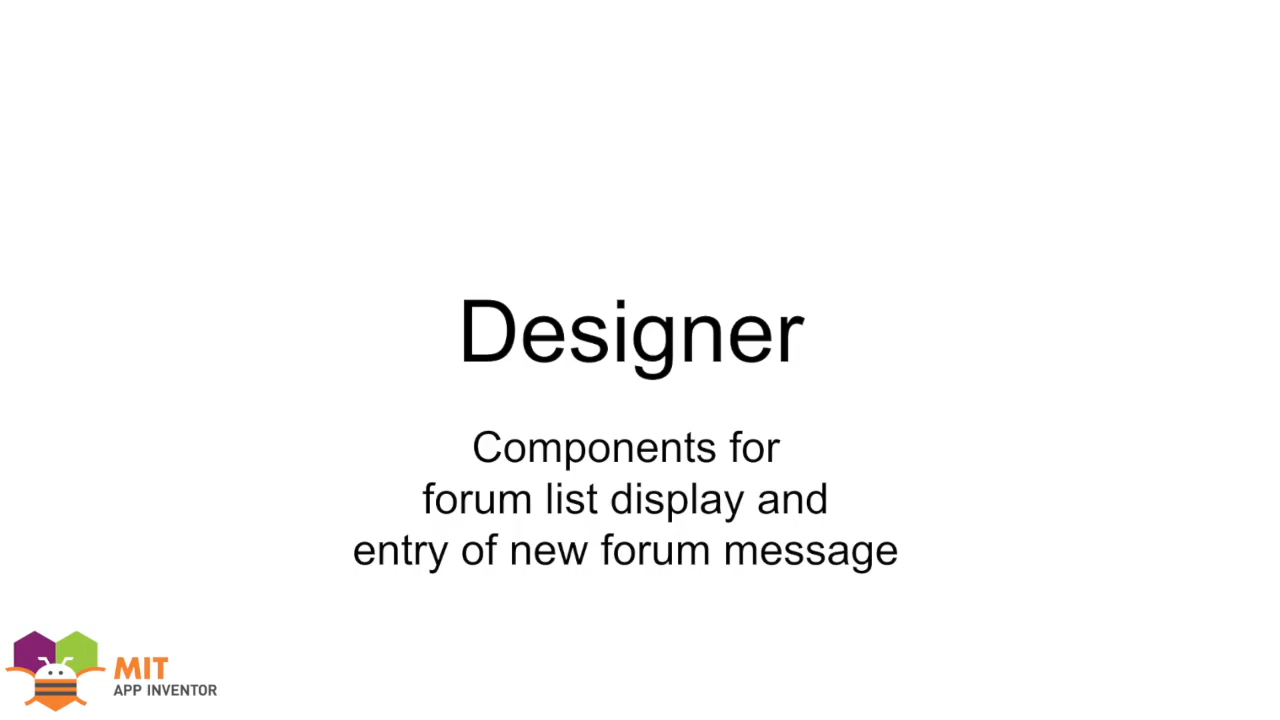 Designer
Components for
forum list display and
entry of new forum message
MIT
APP INVENTOR